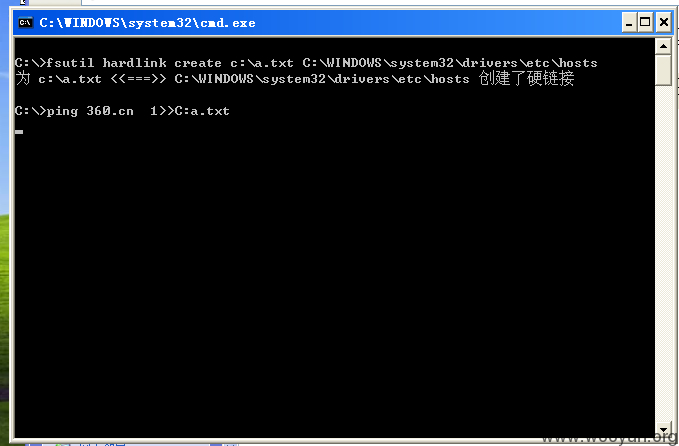 C:\WINDOWS\system32\cmd.exe
C:\>fsutil hardlink create c:\a.txt C:\WINDOWS\system32\drivers\etc\hosts
为 c:\a.txt <<===>> C:\WINDOWS\system32\drivers\etc\hosts 创建了硬链接
C:\>ping 360.cn  1>>C:a.txt
www.wooyun.org